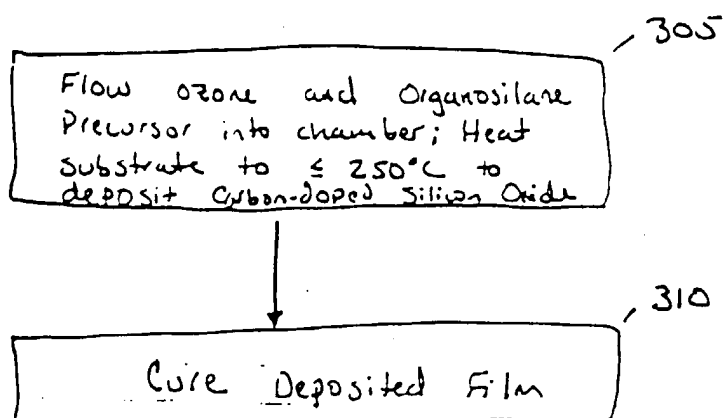 305
Flow ozone and Organosilane
Precursor into chamber; Heat
substrate to ≤ 250°C to
deposit Carbon-doped Silicon Oxide
310
Cure Deposited Film